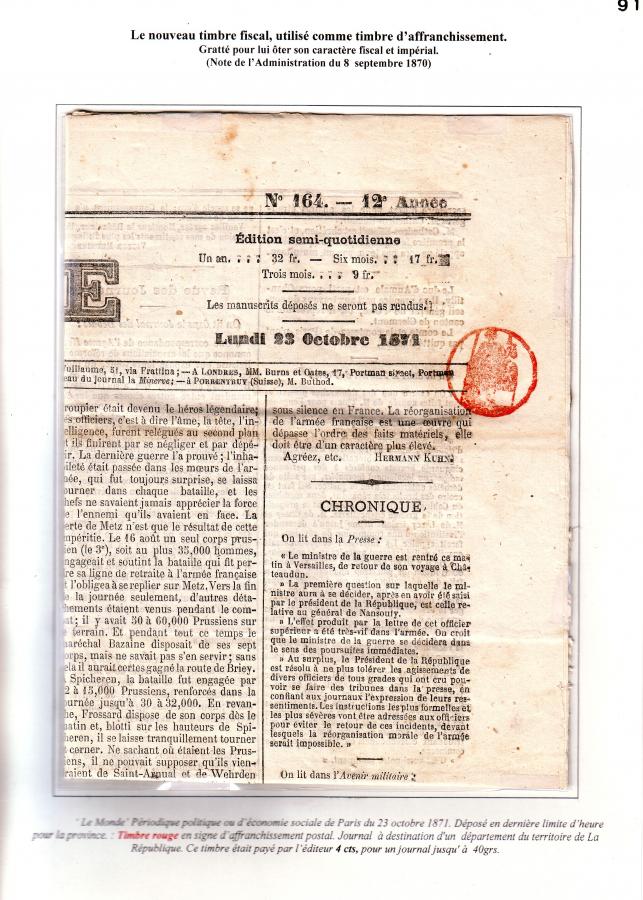 91
Le nouveau timbre fiscal, utilisé comme timbre d'affranchissement.
Gratté pour lui ôter son caractère fiscal et impérial.
(Note de l'Administration du 8 septembre 1870)
N° 164. — 12e Année
Édition semi-quotidienne
Un an. : : : 32 fr. — Six mois. : : 17 fr.
Trois mois. : : : 9 fr.
E
Les manuscrits déposés ne seront pas rendus.
Lundi 23 Octobre 1871
uillaume, 51, via Frattina; — A LONDRES, MM. Burns et Oates, 17, Portman street, Portman
eau du journal la Minerve; — à PORRENTRUY (Suisse), M. Buthod.
roupier était devenu le héros légendaire;
es officiers, c'est à dire l'âme, la tête, l'in-
elligence, furent relégués au second plan
t ils finirent par se négliger et par dépé-
ir. La dernière guerre l'a prouvé; l'inha-
ileté était passée dans les mœurs de l'ar-
ée, qui fut toujours surprise, se laissa
ourner dans chaque bataille, et les
hefs ne savaient jamais apprécier la force
e l'ennemi qu'ils avaient en face. La
erte de Metz n'est que le résultat de cette
mpéritie. Le 16 août un seul corps prus-
ien (le 3e), soit au plus 35,000 hommes,
ngageait et soutint la bataille qui fit per-
re sa ligne de retraite à l'armée française
t l'obligea à se replier sur Metz. Vers la fin
e la journée seulement, d'autres déta-
hements étaient venus pendant le com-
at; il y avait 50 à 60,000 Prussiens sur
e terrain. Et pendant tout ce temps le
aréchal Bazaine disposait de ses sept
orps, mais ne savait pas s'en servir; sans
ela il aurait certes gagné la route de Briey.
Spicheren, la bataille fut engagée par
2 à 15,000 Prussiens, renforcés dans la
ournée jusqu'à 30 à 32,000. En revan-
he, Frossard dispose de son corps dès le
atin et, blotti sur les hauteurs de Spi-
heren, il se laisse tranquillement tourner
t cerner. Ne sachant où étaient les Prus-
iens, il ne pouvait supposer qu'ils vien-
raient de Saint-Arnual et de Wehrden
sous silence en France. La réorganisation
de l'armée française est une œuvre qui
dépasse l'ordre des faits matériels, elle
doit être d'un caractère plus élevé.
Agréez, etc. HERMANN KUHN.
CHRONIQUE
On lit dans la Presse :
« Le ministre de la guerre est rentré ce ma-
tin à Versailles, de retour de son voyage à Châ-
teaudun.
» La première question sur laquelle le mi-
nistre aura à se décider, après en avoir été saisi
par le président de la République, est celle re-
lative au général de Nansouty.
» L'effet produit par la lettre de cet officier
supérieur a été très-vif dans l'armée. On croit
que le ministre de la guerre se décidera dans
le sens des poursuites immédiates.
» Au surplus, le Président de la République
est résolu à ne plus tolérer les agissements de
divers officiers de tous grades qui ont cru pou-
voir se faire des tribunes dans la presse, en
confiant aux journaux l'expression de leurs res-
sentiments. Les instructions les plus formelles et
les plus sévères vont être adressées aux officiers
pour éviter le retour de ces incidents, devant
lesquels la réorganisation morale de l'armée
serait impossible. »
On lit dans l'Avenir militaire :
' Le Monde' Périodique politique ou d'économie sociale de Paris du 23 octobre 1871. Déposé en dernière limite d'heure
pour la province. : Timbre rouge en signe d'affranchissement postal. Journal à destination d'un département du territoire de La
République. Ce timbre était payé par l'éditeur 4 cts, pour un journal jusqu' à 40grs.